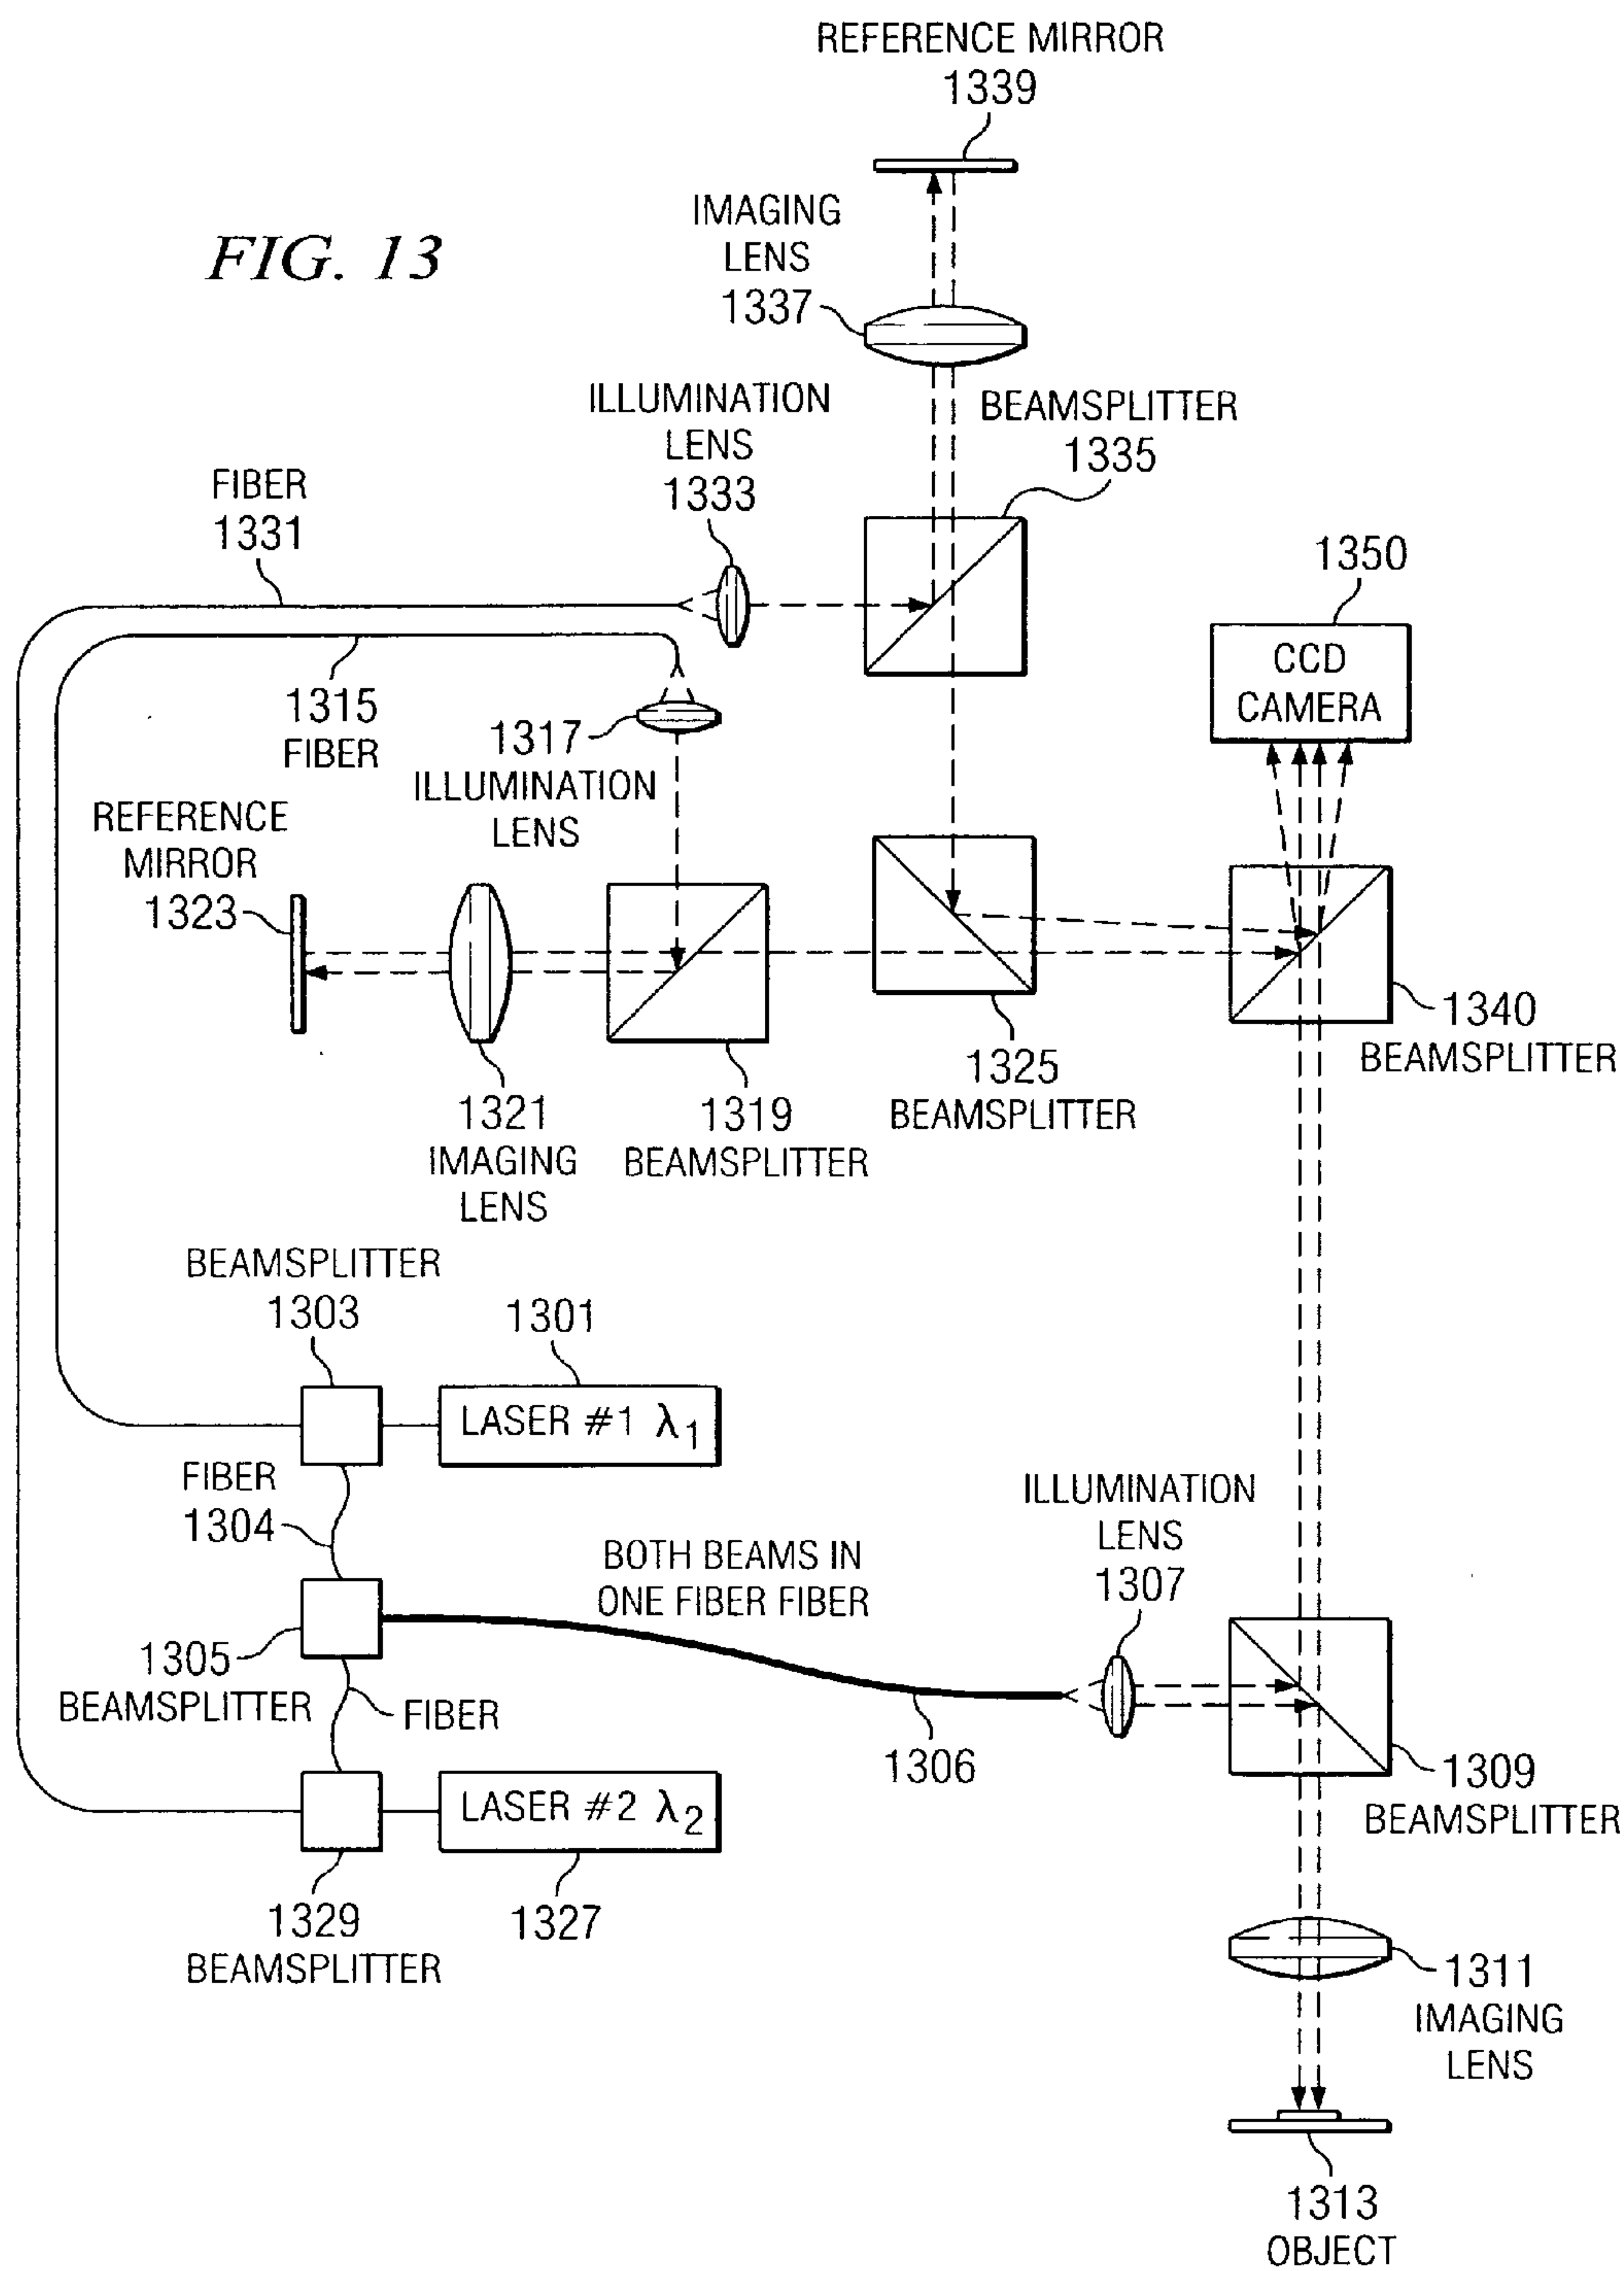 REFERENCE MIRROR
1339
FIG. 13
IMAGING
LENS
1337
ILLUMINATION
LENS
1333
BEAMSPLITTER
1335
FIBER
1331
1350
CCD
CAMERA
1315
FIBER
1317
ILLUMINATION
LENS
REFERENCE
MIRROR
1323
1340
BEAMSPLITTER
1325
BEAMSPLITTER
1321
IMAGING
LENS
1319
BEAMSPLITTER
BEAMSPLITTER
1303
1301
LASER #1 λ1
FIBER
1304
ILLUMINATION
LENS
1307
BOTH BEAMS IN
ONE FIBER FIBER
1305
BEAMSPLITTER
FIBER
1306
1309
BEAMSPLITTER
LASER #2 λ2
1329
BEAMSPLITTER
1327
1311
IMAGING
LENS
1313
OBJECT